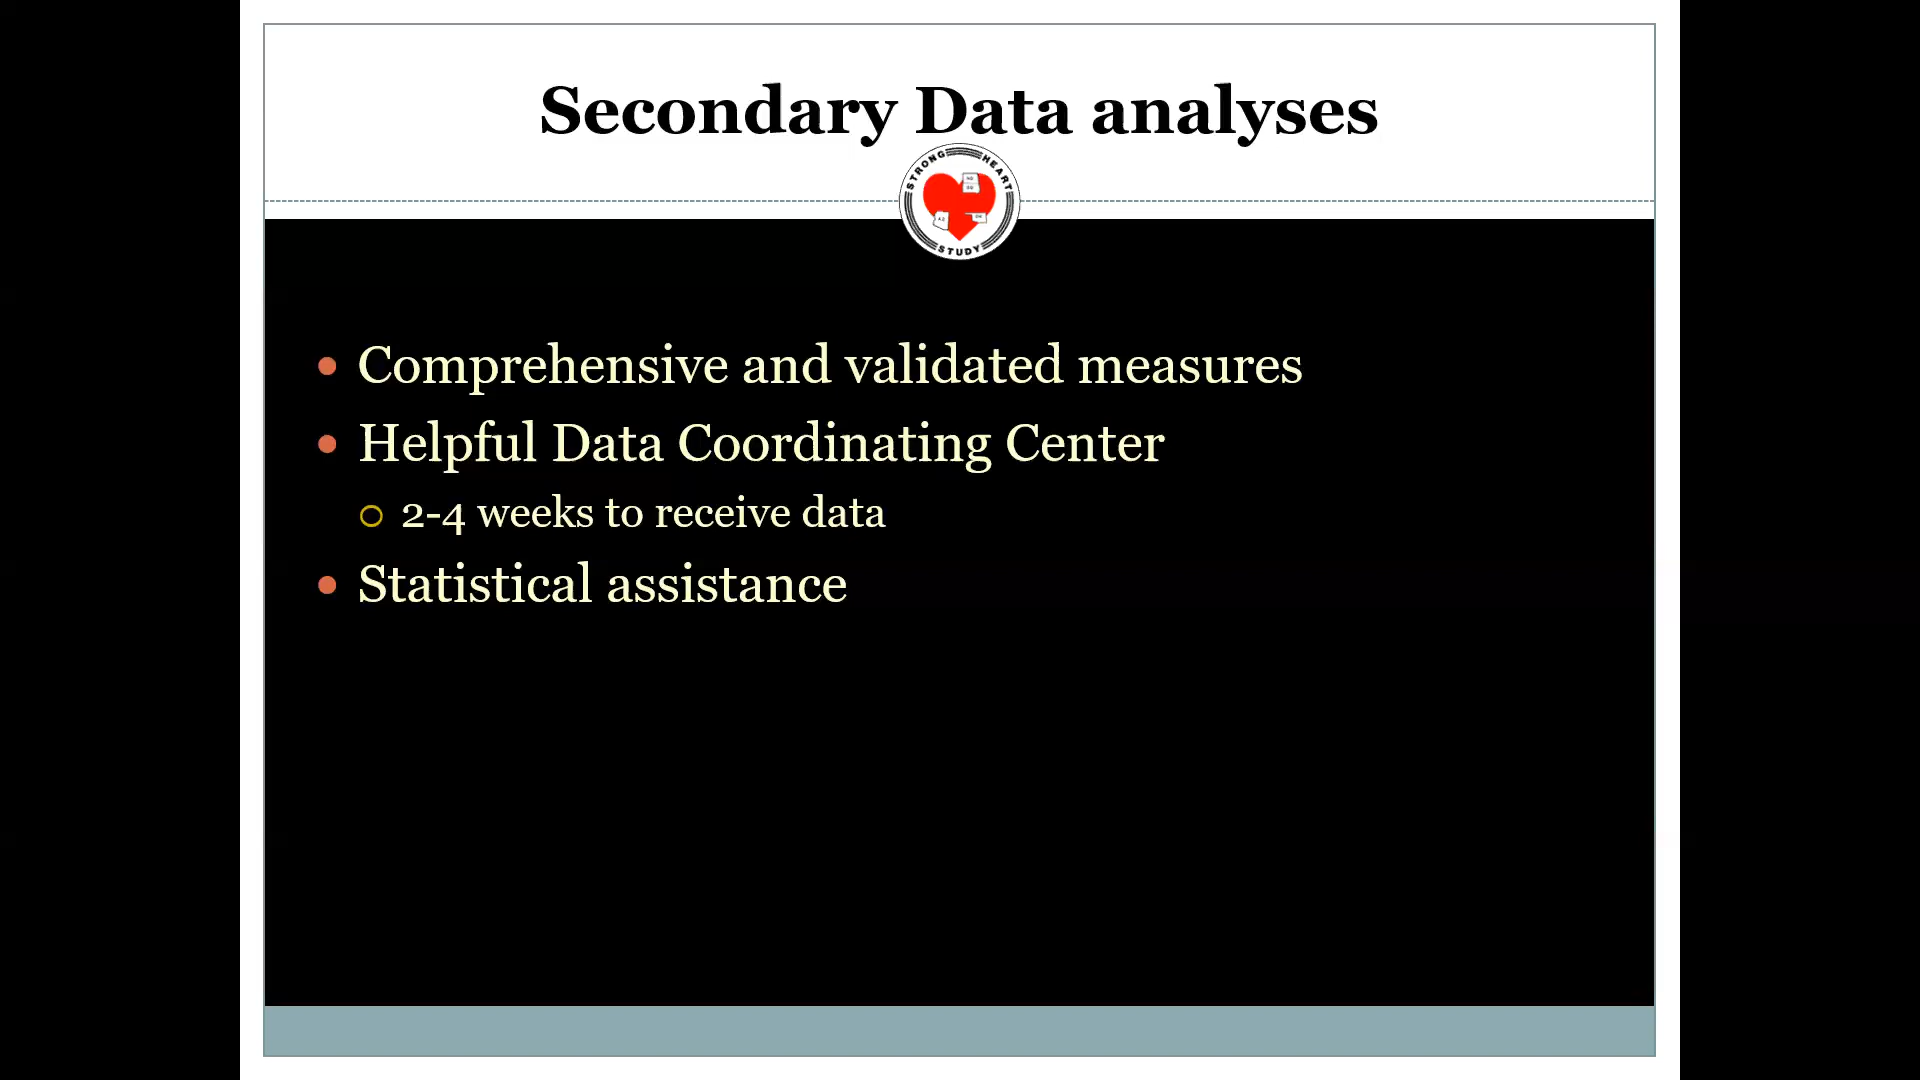 Secondary Data analyses
STRONG HEART STUDY
Comprehensive and validated measures
Helpful Data Coordinating Center
2-4 weeks to receive data
Statistical assistance